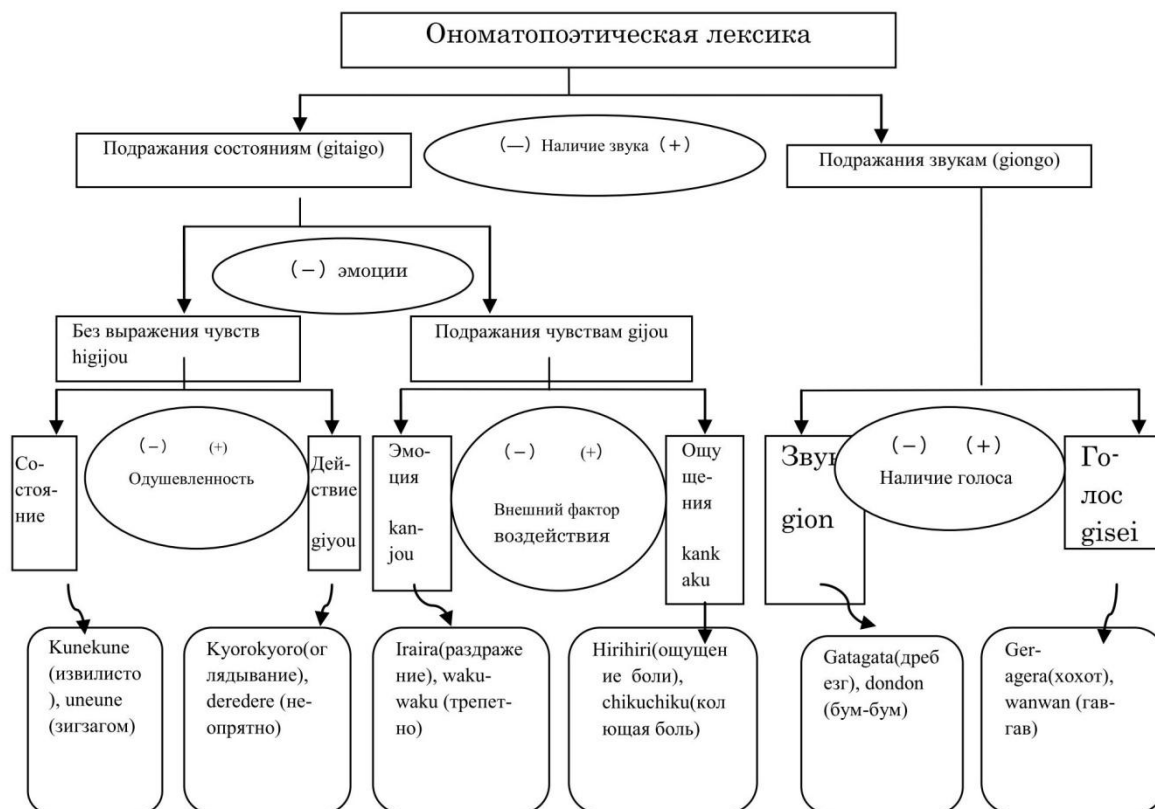 Ономатопоэтическая лексика
Подражания состояниям (gitaigo)
(—) Наличие звука (+)
Подражания звукам (giongo)
(−) эмоции
Без выражения чувств
higijou
Подражания чувствам gijou
Со-
стоя-
ние
(−) (+)
Одушевленность
Дей-
ствие
giyou
Эмо-
ция
kan-
jou
(−) (+)
Внешний фактор
воздействия
Ощу
ще-
ния
kank
aku
Звук
gion
(−) (+)
Наличие голоса
Го-
лос
gisei
Kunekune
(извилисто
), uneune
(зигзагом)
Kyorokyoro(ог
лядывание),
deredere (не-
опрятно)
Iraira(раздраже
ние), waku-
waku (трепет-
но)
Hirihiri(ощущен
ие боли),
chikuchiku(кол
ющая боль)
Gatagata(дреб
езг), dondon
(бум-бум)
Ger-
agera(хохот),
wanwan (гав-
гав)